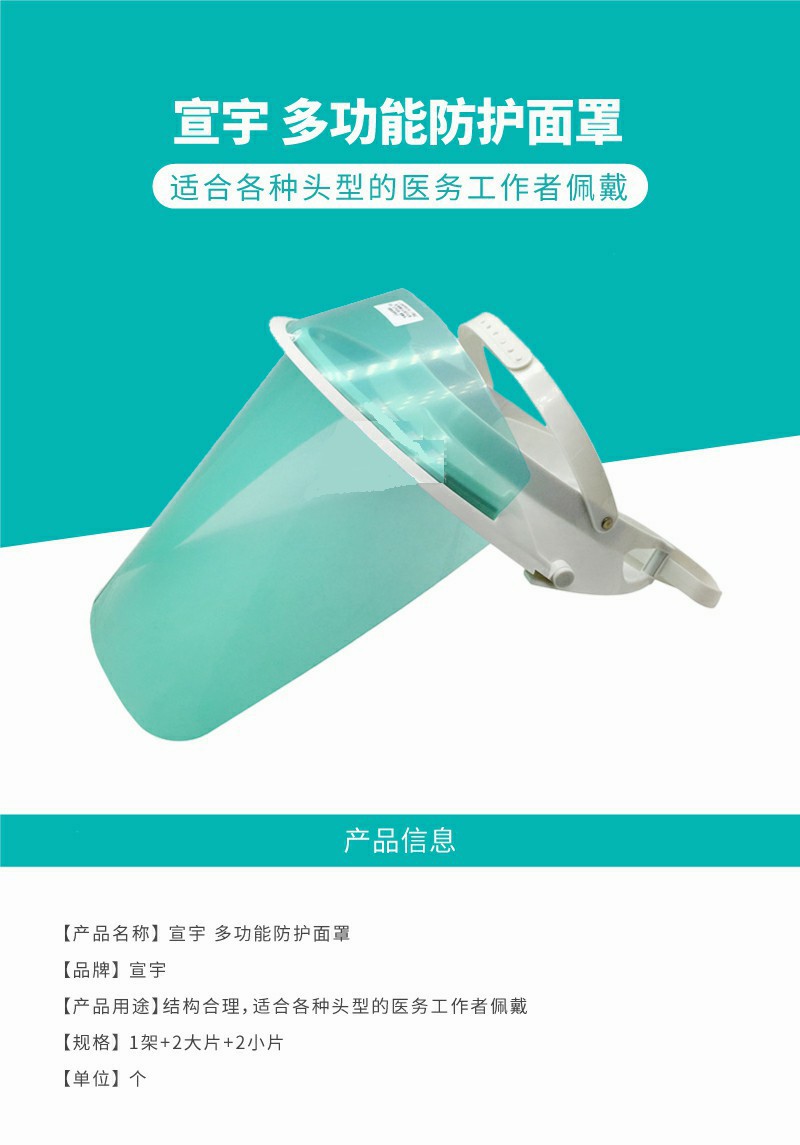 宣宇 多功能防护面罩
适合各种头型的医务工作者佩戴
产品信息
【产品名称】 宣宇 多功能防护面罩
【品牌】 宣宇
【产品用途】结构合理,适合各种头型的医务工作者佩戴
【规格】 1架+2大片+2小片
【单位】 个